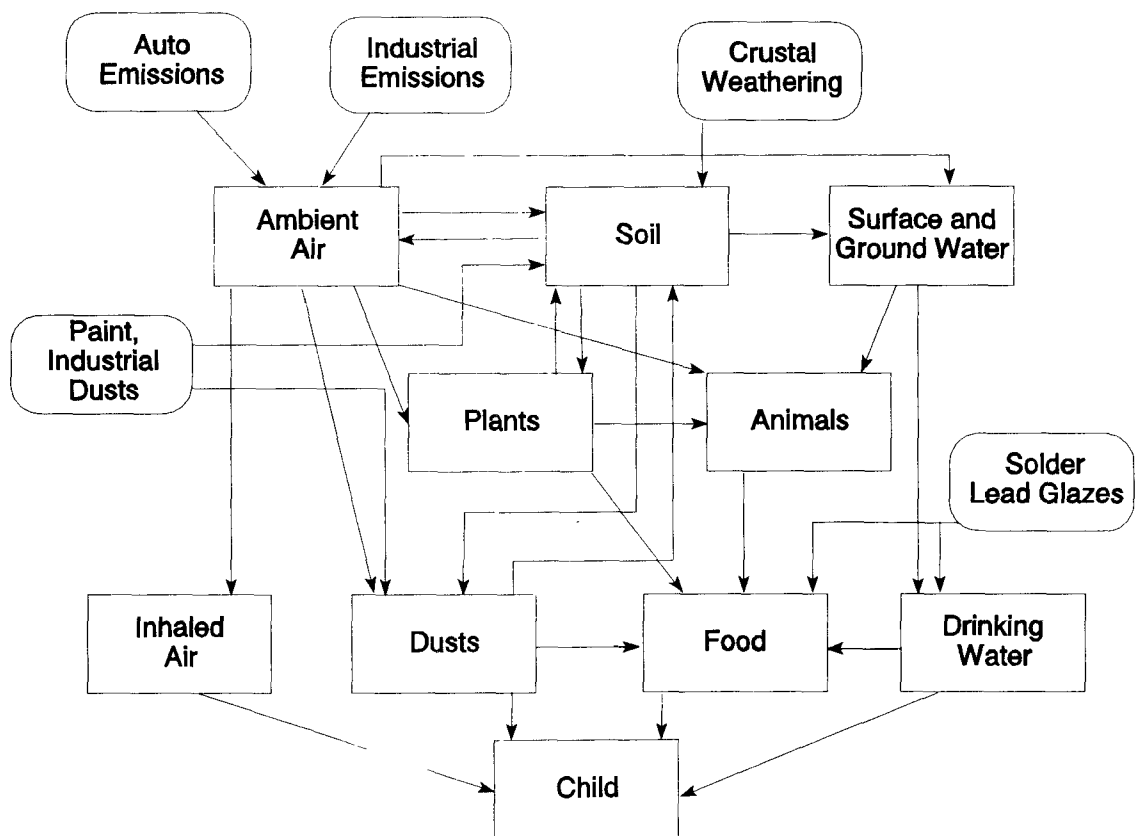 Auto
Emissions
Industrial
Emissions
Crustal
Weathering
Ambient
Air
Soil
Surface and
Ground Water
Paint,
Industrial
Dusts
Plants
Animals
Solder
Lead Glazes
Inhaled
Air
Dusts
Food
Drinking
Water
Child